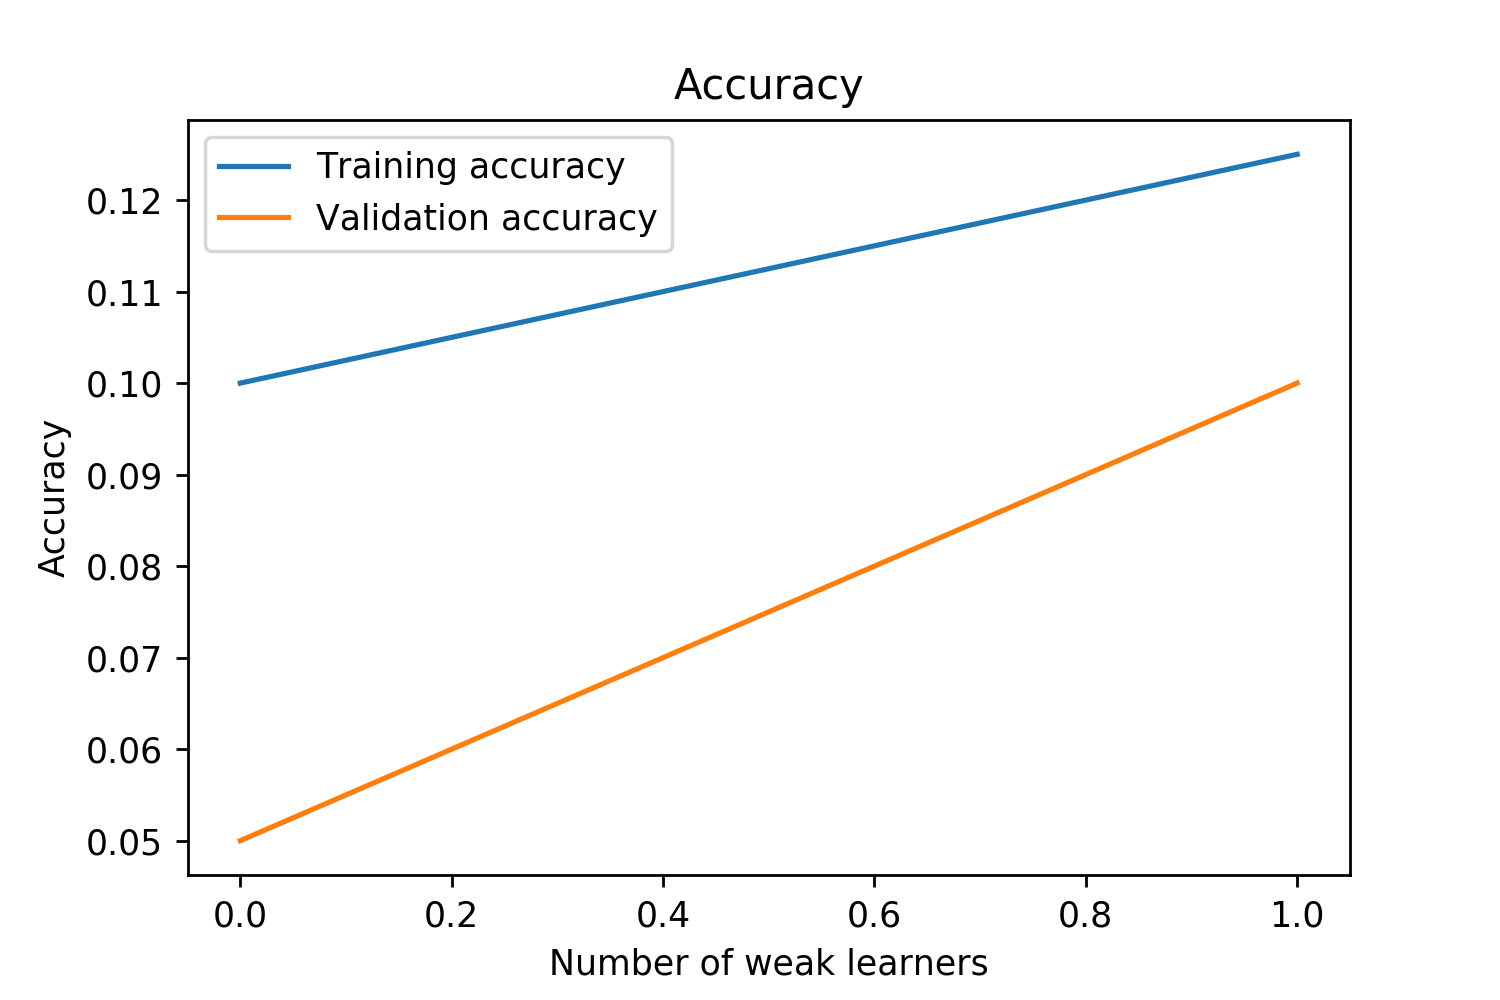 Accuracy
Training accuracy
Validation accuracy
0.12
0.11
0.10
0.09
0.08
0.07
0.06
0.05
Accuracy
0.0 0.2 0.4 0.6 0.8 1.0
Number of weak learners